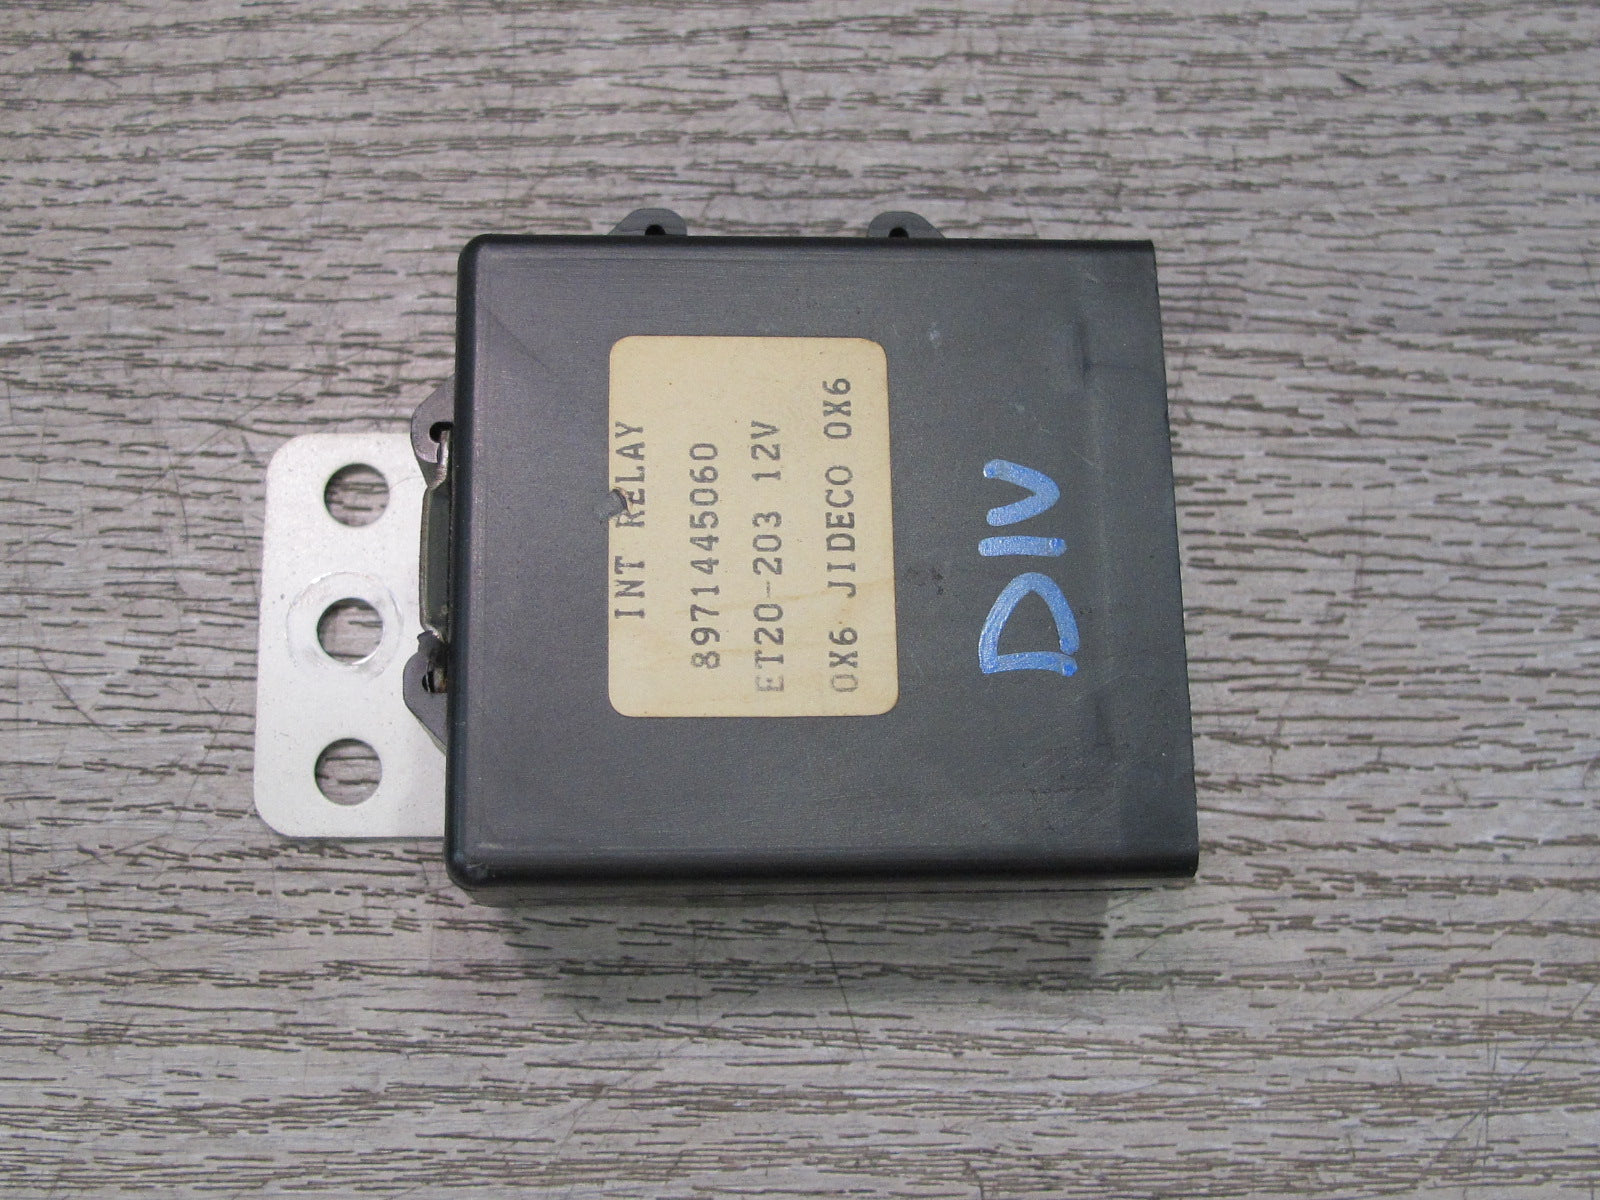 INT RELAY
8971445060
ET20-203 12V
0X6 JIDECO 0X6
DIV